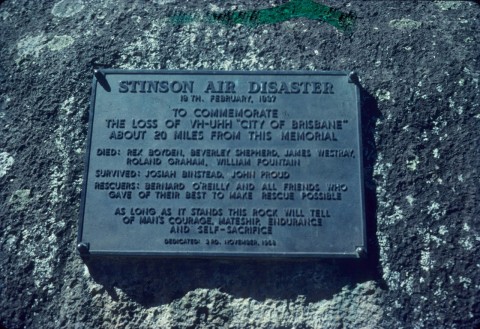 STINSON AIR DISASTER
19 TH. FEBRUARY, 1937
TO COMMEMORATE
THE LOSS OF VH-UHH "CITY OF BRISBANE"
ABOUT 20 MILES FROM THIS MEMORIAL
DIED: REX BOYDEN, BEVERLEY SHEPHERD, JAMES WESTRAY,
ROLAND GRAHAM, WILLIAM FOUNTAIN
SURVIVED: JOSIAH BINSTEAD, JOHN PROUD
RESCUERS: BERNARD O'REILLY AND ALL FRIENDS WHO
GAVE OF THEIR BEST TO MAKE RESCUE POSSIBLE
AS LONG AS IT STANDS THIS ROCK WILL TELL
OF MAN'S COURAGE, MATESHIP, ENDURANCE
AND SELF-SACRIFICE
DEDICATED: NOVEMBER,